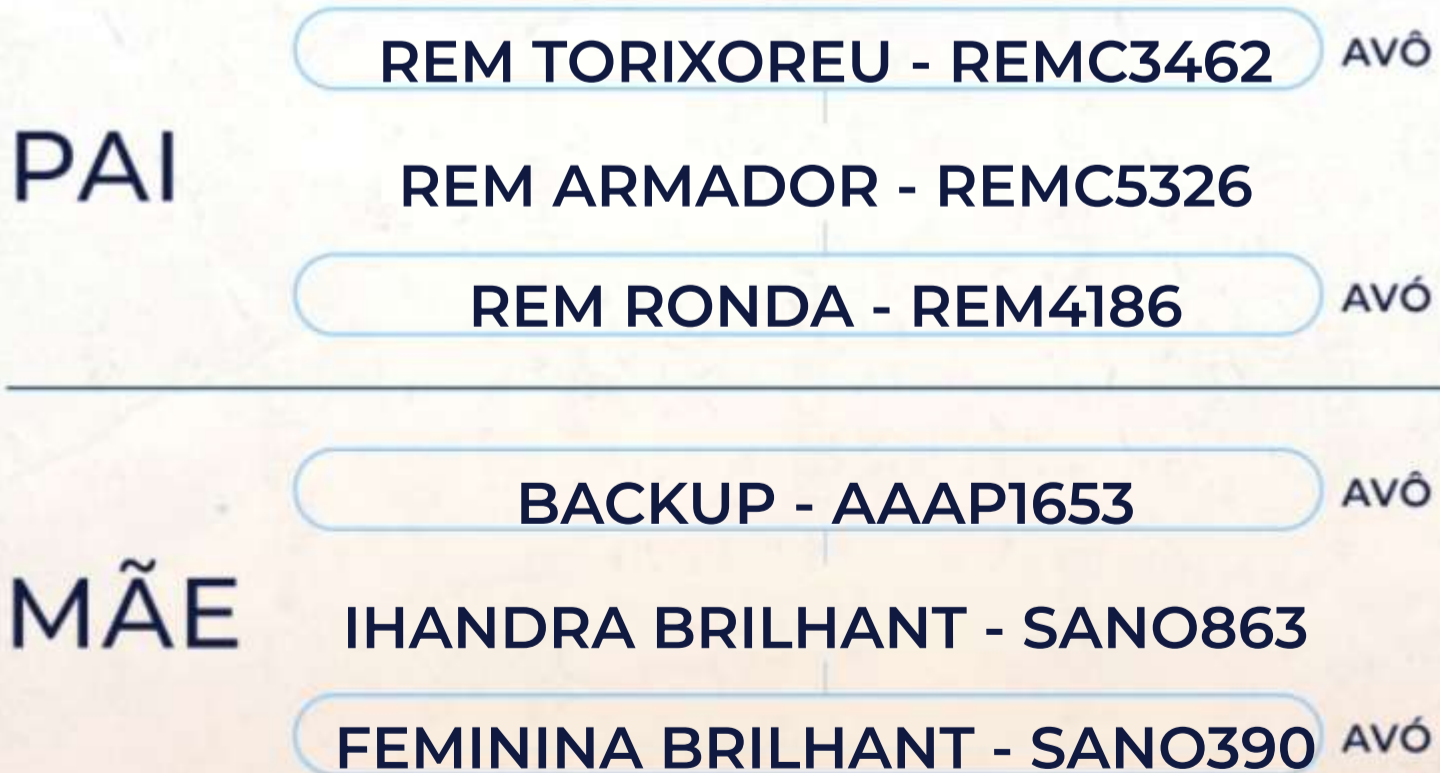 REM TORIXOREU - REMC3462 AVÔ
PAI REM ARMADOR - REMC5326
REM RONDA - REM4186 AVÓ
BACKUP - AAAP1653 AVÔ
MÃE IHANDRA BRILHANT - SANO863
FEMININA BRILHANT - SANO390 AVÓ